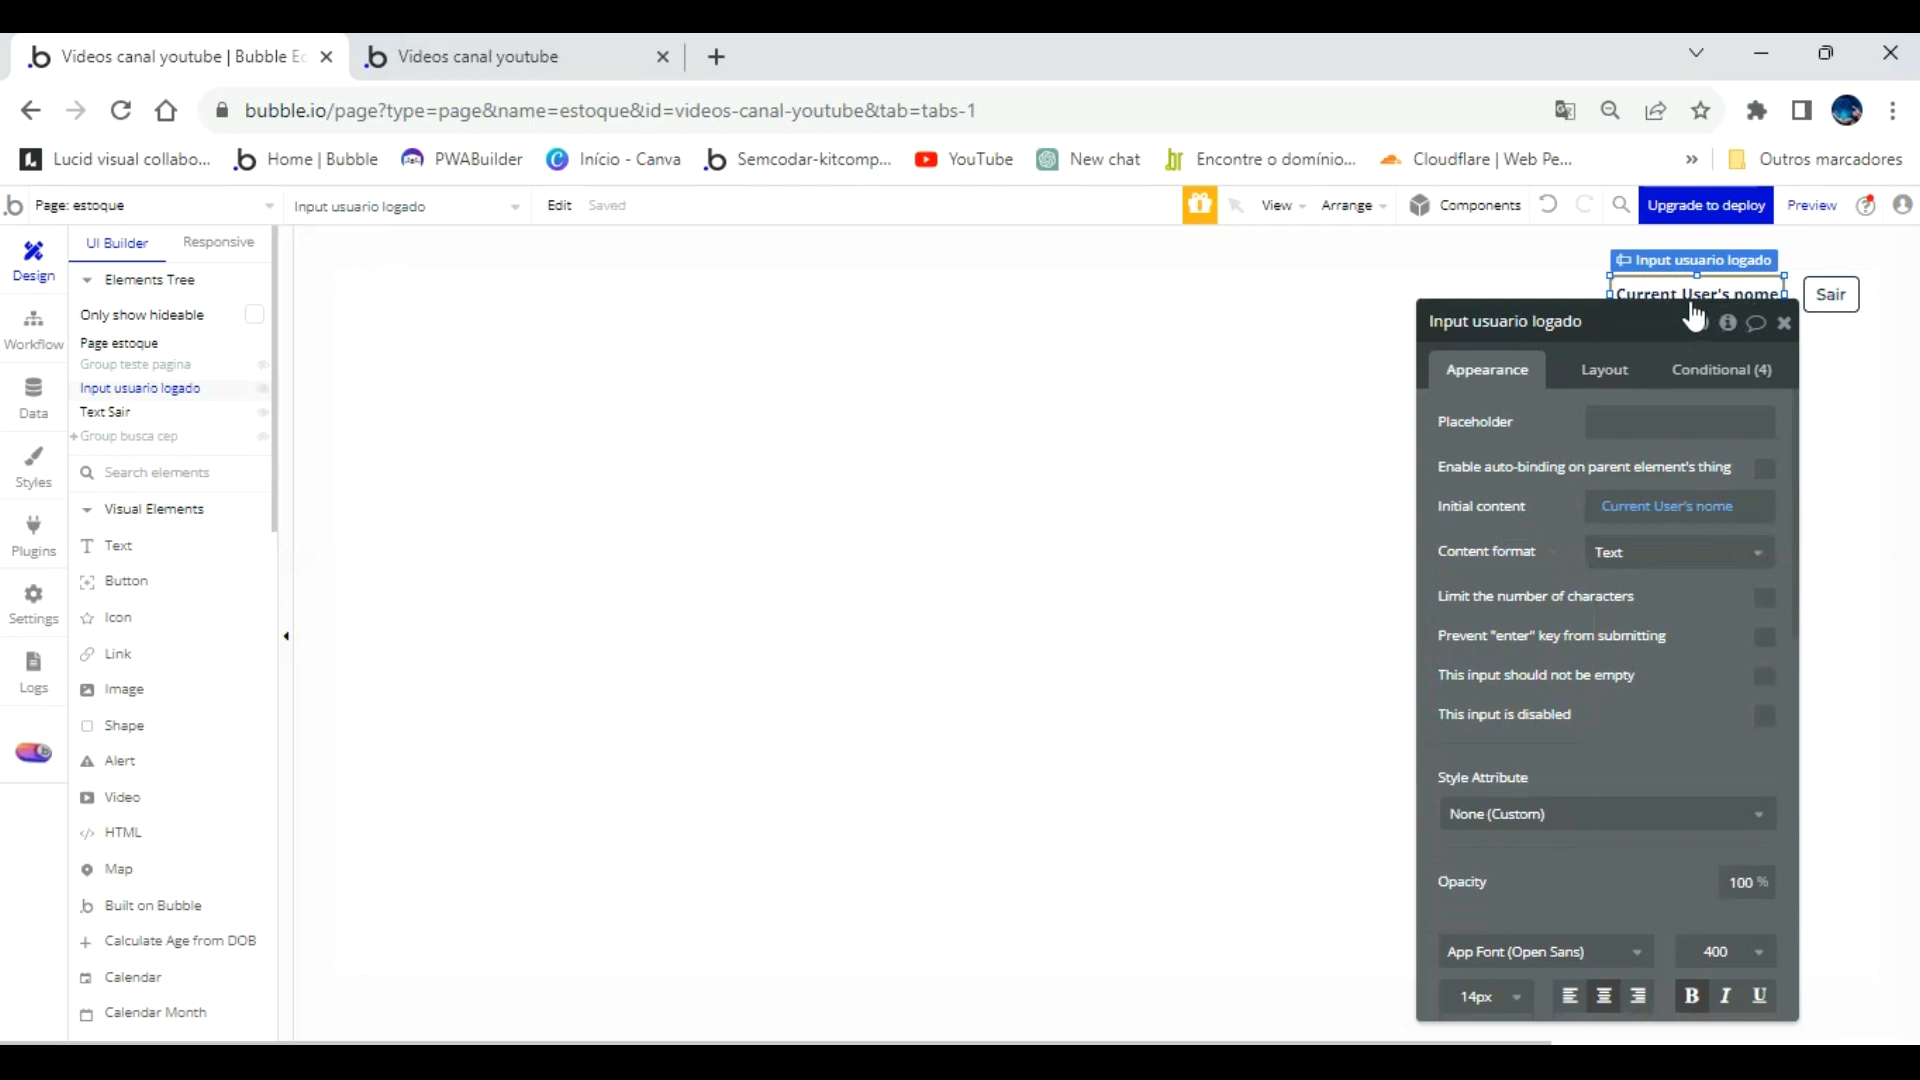 Videos canal youtube | Bubble Ec
Videos canal youtube
bubble.io/page?type=page&name=estoque&id=videos-canal-youtube&tab=tabs-1
Lucid visual collabo...
Home | Bubble
PWABuilder
Início - Canva
Semcodar-kitcomp...
YouTube
New chat
Encontre o domínio...
Cloudflare | Web Pe...
»
Outros marcadores
Page: estoque
Input usuario logado
Edit
Saved
View
Arrange
Components
Upgrade to deploy
Preview
Design
Workflow
Data
Styles
Plugins
Settings
Logs
UI Builder
Responsive
Elements Tree
Only show hideable
Page estoque
Group teste pagina
Input usuario logado
Text Sair
+Group busca cep
Search elements
Visual Elements
Text
Button
Icon
Link
Image
Shape
Alert
Video
HTML
Map
Built on Bubble
Calculate Age from DOB
Calendar
Calendar Month
Input usuario logado
Current User's nome
Sair
Input usuario logado
Appearance
Layout
Conditional (4)
Placeholder
Enable auto-binding on parent element's thing
Initial content
Current User's nome
Content format
Text
Limit the number of characters
Prevent "enter" key from submitting
This input should not be empty
This input is disabled
Style Attribute
None (Custom)
Opacity
100 %
App Font (Open Sans)
400
14px
B I U